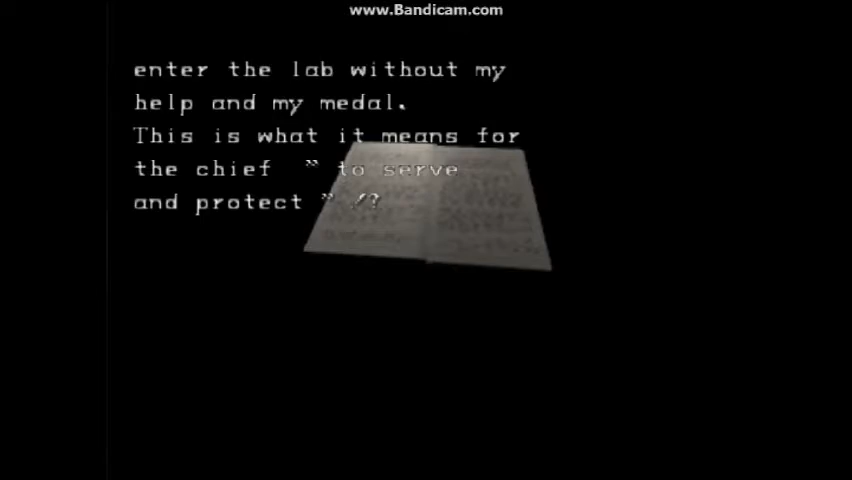 www.Bandicam.com
enter the lab without my
help and my medal.
This is what it means for
the chief " to serve
and protect " /?